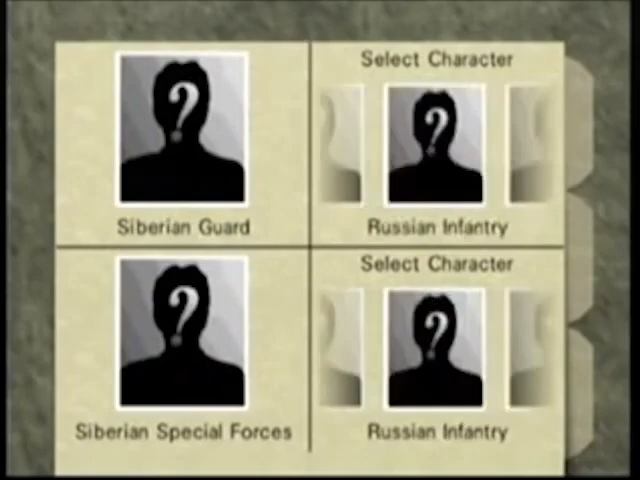 ?
Siberian Guard
Select Character
?
Russian Infantry
?
Siberian Special Forces
Select Character
?
Russian Infantry